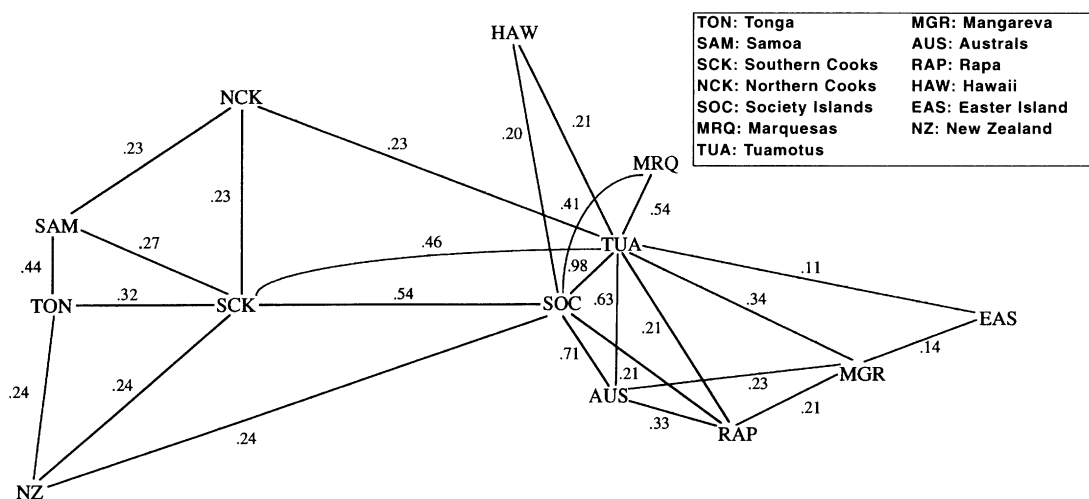 HAW
TON: Tonga MGR: Mangareva
SAM: Samoa AUS: Australs
SCK: Southern Cooks RAP: Rapa
NCK: Northern Cooks HAW: Hawaii
SOC: Society Islands EAS: Easter Island
MRQ: Marquesas NZ: New Zealand
TUA: Tuamotus
NCK
.20 .21
.23 .23
MRQ
.23
.41 .54
SAM
.27 .46 TUA
.44 .98 .11
TON .32 SCK .54 SOC .63 .34
EAS
.21
.71 .14
.24 .24 .21 .23 MGR
AUS
.33 .21
.24 RAP
NZ